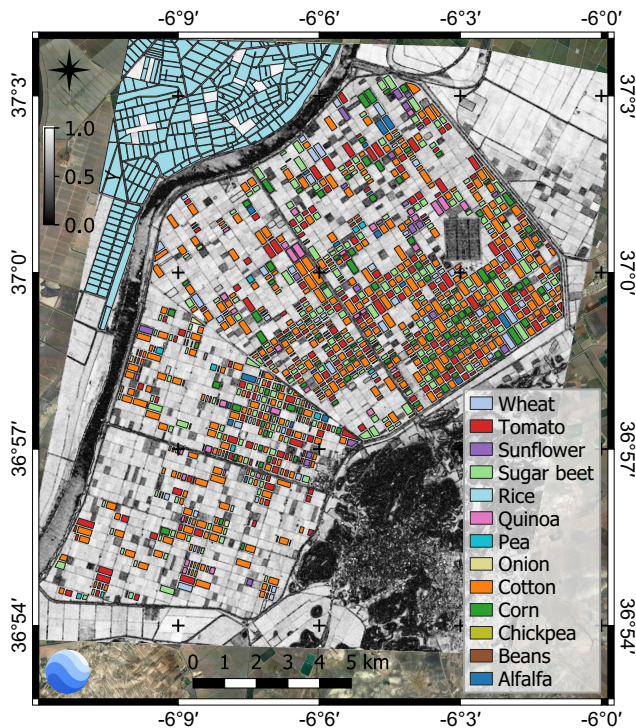 -6°9′ -6°6′ -6°3′ -6°0′
37°3′ 37°3′
1.0
0.5
0.0
37°0′ 37°0′
Wheat
Tomato
Sunflower
Sugar beet
36°57′ 36°57′
Rice
Quinoa
Pea
Onion
Cotton
Corn
36°54′ 36°54′
Chickpea
Beans
Alfalfa
0 1 2 3 4 5 km
-6°9′ -6°6′ -6°3′ -6°0′